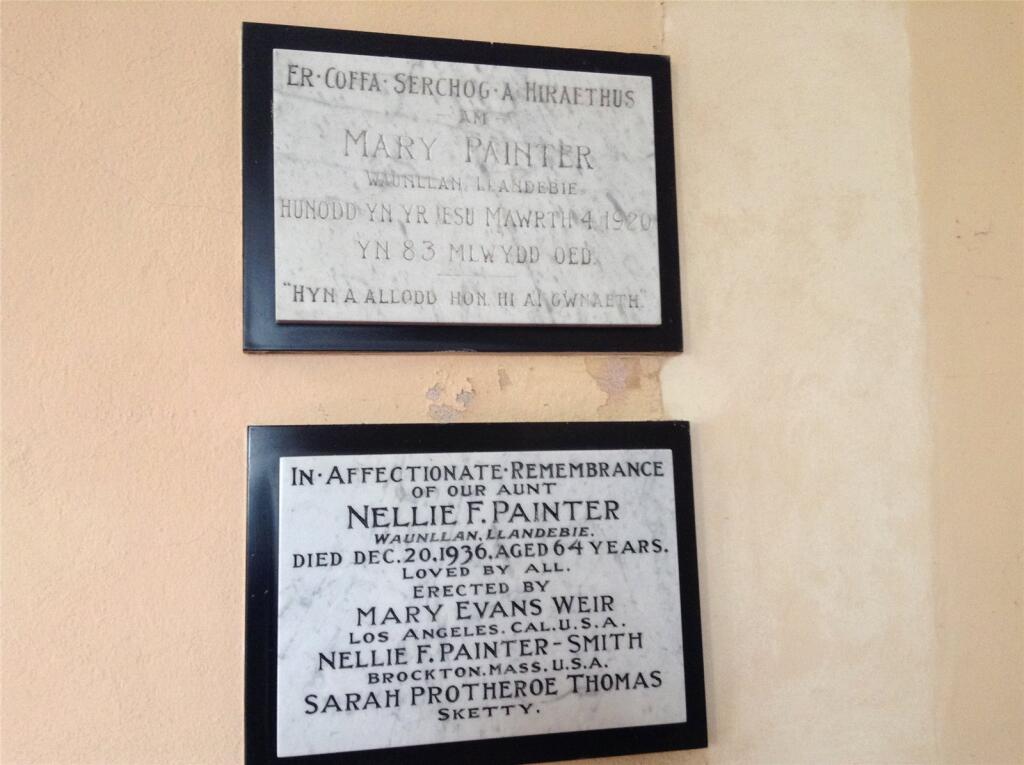 ER·COFFA·SERCHOG·A HIRAETHUS
AM
MARY PAINTER
WAUNLLAN, LLANDEBIE.
HUNODD YN YR IESU MAWRTH 4, 1920
YN 83 MLWYDD OED.
"HYN A ALLODD HON, HI A'I GWNAETH."
IN·AFFECTIONATE·REMEMBRANCE
OF OUR AUNT
NELLIE F. PAINTER
WAUNLLAN, LLANDEBIE.
DIED DEC. 20, 1936, AGED 64 YEARS.
LOVED BY ALL.
ERECTED BY
MARY EVANS WEIR
LOS ANGELES. CAL. U.S.A.
NELLIE F. PAINTER-SMITH
BROCKTON. MASS. U.S.A.
SARAH PROTHEROE THOMAS
SKETTY.